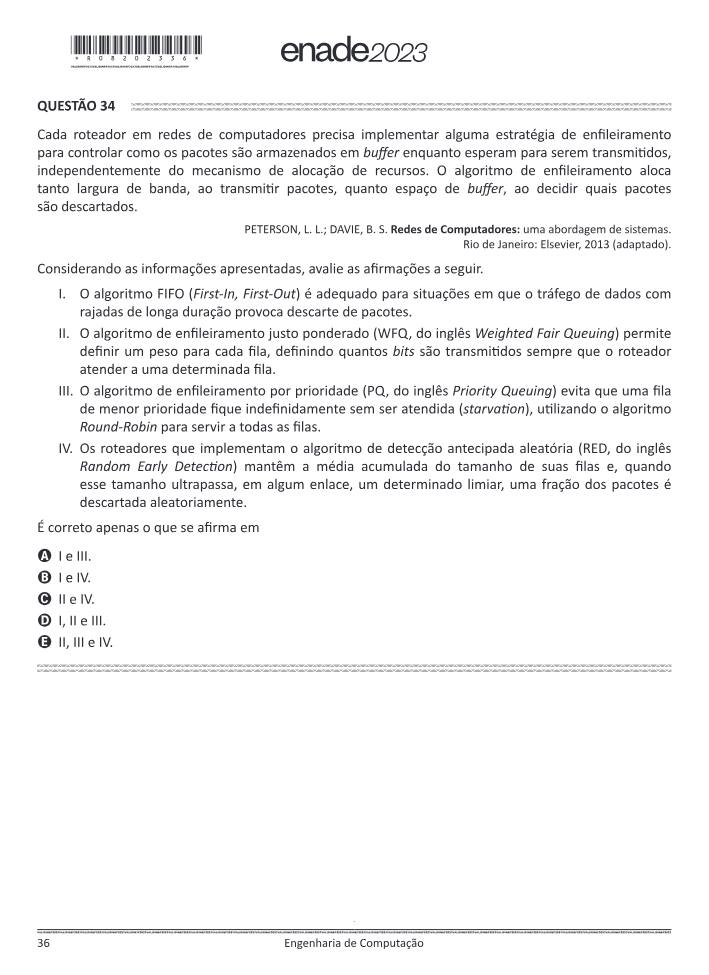 *R0820233​6*
enade2023
QUESTÃO 34
Cada roteador em redes de computadores precisa implementar alguma estratégia de enfileiramento
para controlar como os pacotes são armazenados em buffer enquanto esperam para serem transmitidos,
independentemente do mecanismo de alocação de recursos. O algoritmo de enfileiramento aloca
tanto largura de banda, ao transmitir pacotes, quanto espaço de buffer, ao decidir quais pacotes
são descartados.
PETERSON, L. L.; DAVIE, B. S. Redes de Computadores: uma abordagem de sistemas.
Rio de Janeiro: Elsevier, 2013 (adaptado).
Considerando as informações apresentadas, avalie as afirmações a seguir.
I. O algoritmo FIFO (First-In, First-Out) é adequado para situações em que o tráfego de dados com
rajadas de longa duração provoca descarte de pacotes.
II. O algoritmo de enfileiramento justo ponderado (WFQ, do inglês Weighted Fair Queuing) permite
definir um peso para cada fila, definindo quantos bits são transmitidos sempre que o roteador
atender a uma determinada fila.
III. O algoritmo de enfileiramento por prioridade (PQ, do inglês Priority Queuing) evita que uma fila
de menor prioridade fique indefinidamente sem ser atendida (starvation), utilizando o algoritmo
Round-Robin para servir a todas as filas.
IV. Os roteadores que implementam o algoritmo de detecção antecipada aleatória (RED, do inglês
Random Early Detection) mantêm a média acumulada do tamanho de suas filas e, quando
esse tamanho ultrapassa, em algum enlace, um determinado limiar, uma fração dos pacotes é
descartada aleatoriamente.
É correto apenas o que se afirma em
A I e III.
B I e IV.
C II e IV.
D I, II e III.
E II, III e IV.
36
Engenharia de Computação